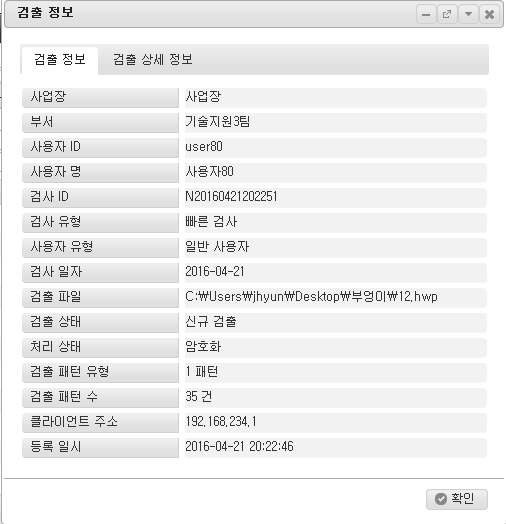 검출 정보
검출 정보 검출 상세 정보
사업장 사업장
부서 기술지원3팀
사용자 ID user80
사용자 명 사용자80
검사 ID N20160421202251
검사 유형 빠른 검사
사용자 유형 일반 사용자
검사 일자 2016-04-21
검출 파일 C:₩Users₩jhyun₩Desktop₩부엉이₩12.hwp
검출 상태 신규 검출
처리 상태 암호화
검출 패턴 유형 1 패턴
검출 패턴 수 35 건
클라이언트 주소 192.168.234.1
등록 일시 2016-04-21 20:22:46
확인